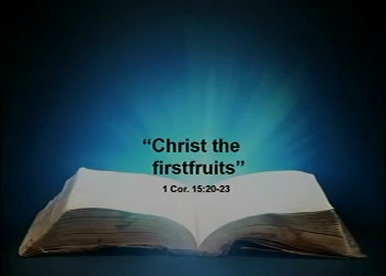 “Christ the
firstfruits”
1 Cor. 15:20-23